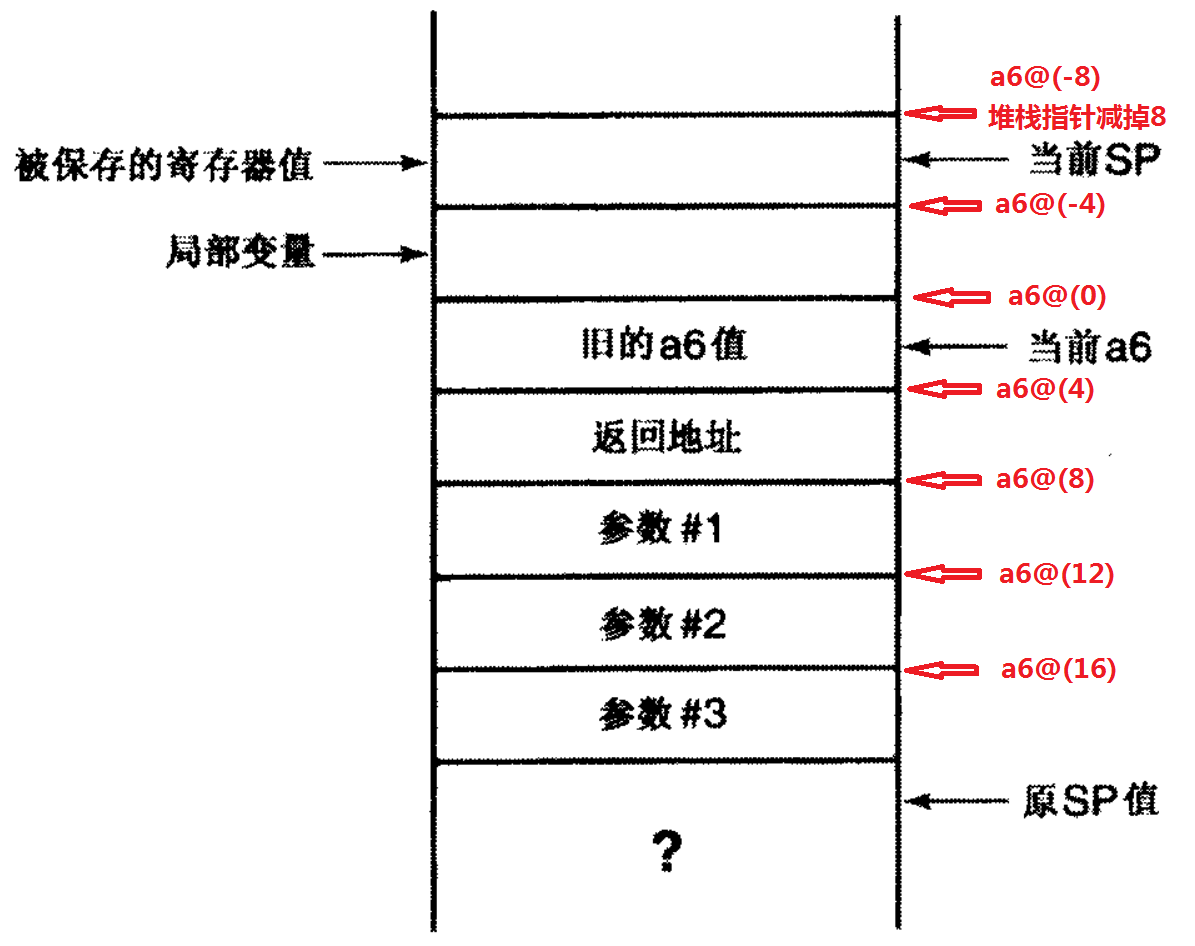 a6@(-8)
堆栈指针减掉8
被保存的寄存器值
当前SP
a6@(-4)
局部变量
a6@(0)
旧的a6值
当前a6
a6@(4)
返回地址
a6@(8)
参数#1
a6@(12)
参数#2
a6@(16)
参数#3
原SP值
?